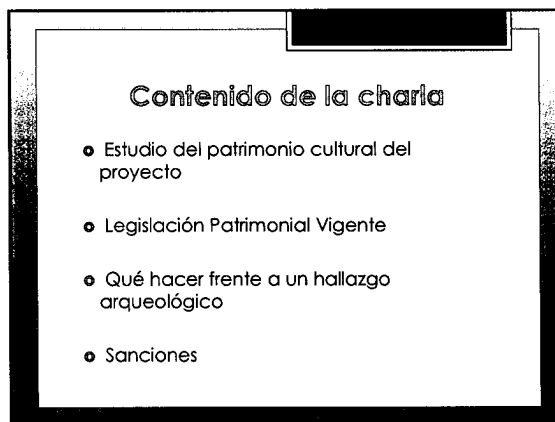 Contenido de la charla
Estudio del patrimonio cultural del
proyecto
Legislación Patrimonial Vigente
Qué hacer frente a un hallazgo
arqueológico
Sanciones